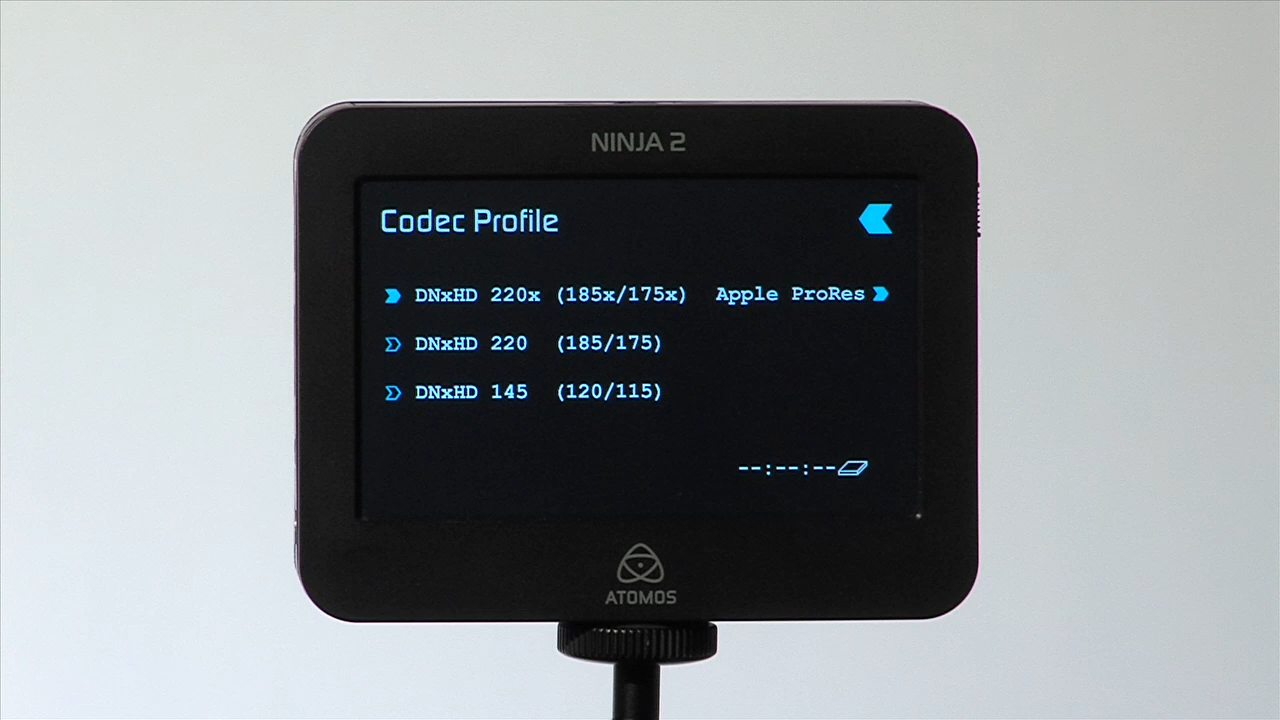 NINJA 2
Codec Profile
DNxHD 220x (185x/175x) Apple ProRes
DNxHD 220 (185/175)
DNxHD 145 (120/115)
--:--:--
ATOMOS